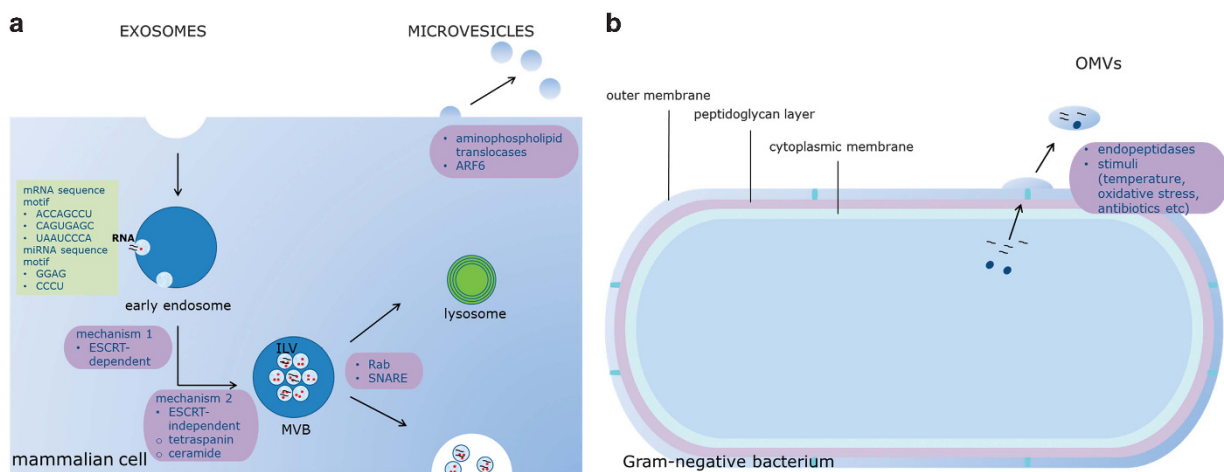 a
EXOSOMES
MICROVESICLES
• aminophospholipid
translocases
• ARF6
mRNA sequence
motif
• ACCAGCCU
• CAGUGAGC
• UAAUCCCA
miRNA sequence
motif
• GGAG
• CCCU
RNA
early endosome
lysosome
mechanism 1
• ESCRT-
dependent
ILV
MVB
• Rab
• SNARE
mechanism 2
• ESCRT-
independent
o tetraspanin
o ceramide
mammalian cell
b
OMVs
outer membrane
peptidoglycan layer
cytoplasmic membrane
• endopeptidases
• stimuli
(temperature,
oxidative stress,
antibiotics etc)
Gram-negative bacterium